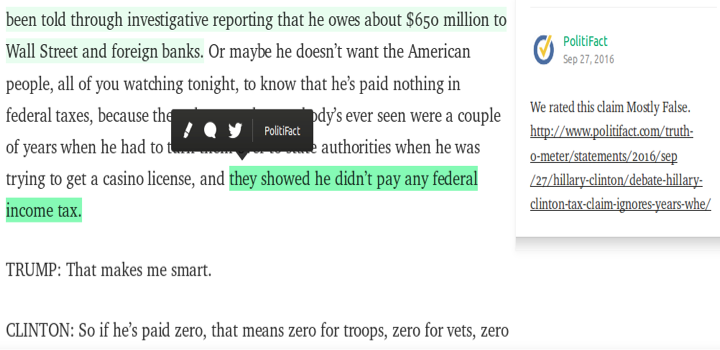 been told through investigative reporting that he owes about $650 million to
Wall Street and foreign banks. Or maybe he doesn't want the American
people, all of you watching tonight, to know that he's paid nothing in
federal taxes, because the body's ever seen were a couple
of years when he had to turn them over to state authorities when he was
trying to get a casino license, and they showed he didn't pay any federal
income tax.
PolitiFact
TRUMP: That makes me smart.
CLINTON: So if he's paid zero, that means zero for troops, zero for vets, zero
PolitiFact
Sep 27, 2016
We rated this claim Mostly False.
http://www.politifact.com/truth-
o-meter/statements/2016/sep
/27/hillary-clinton/debate-hillary-
clinton-tax-claim-ignores-years-whe/